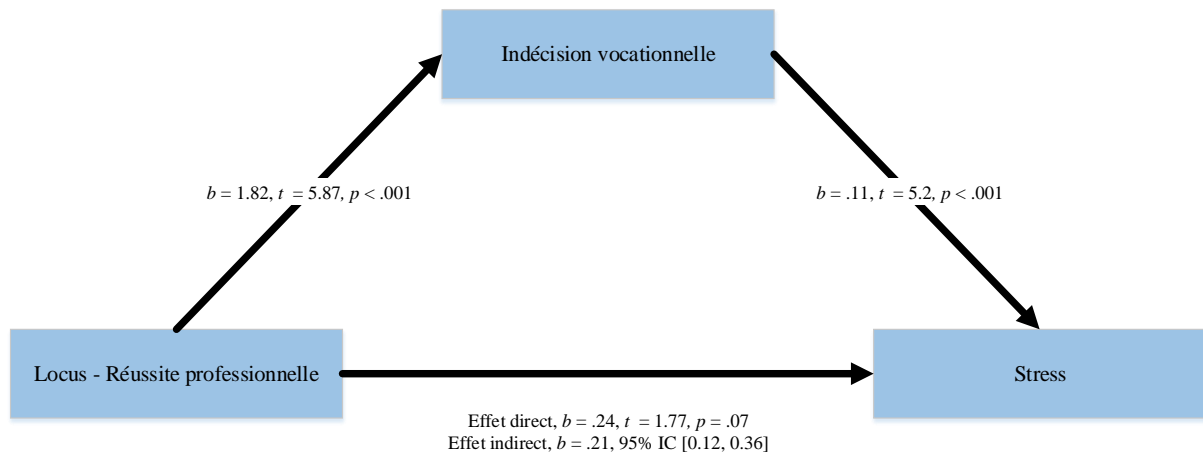 Indécision vocationnelle
b = 1.82, t = 5.87, p < .001
b = .11, t = 5.2, p < .001
Locus - Réussite professionnelle
Stress
Effet direct, b = .24, t = 1.77, p = .07
Effet indirect, b = .21, 95% IC [0.12, 0.36]